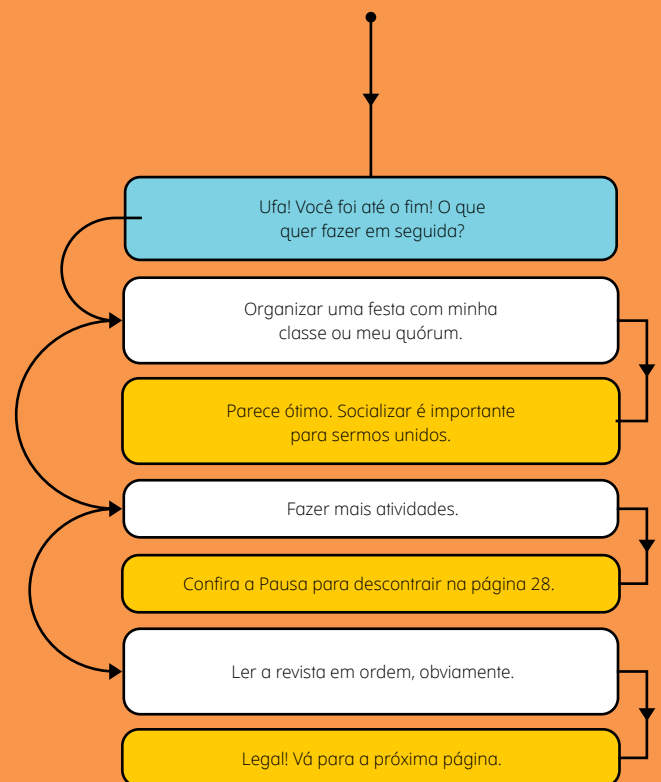 Ufa! Você foi até o fim! O que
quer fazer em seguida?
Organizar uma festa com minha
classe ou meu quórum.
Parece ótimo. Socializar é importante
para sermos unidos.
Fazer mais atividades.
Confira a Pausa para descontrair na página 28.
Ler a revista em ordem, obviamente.
Legal! Vá para a próxima página.